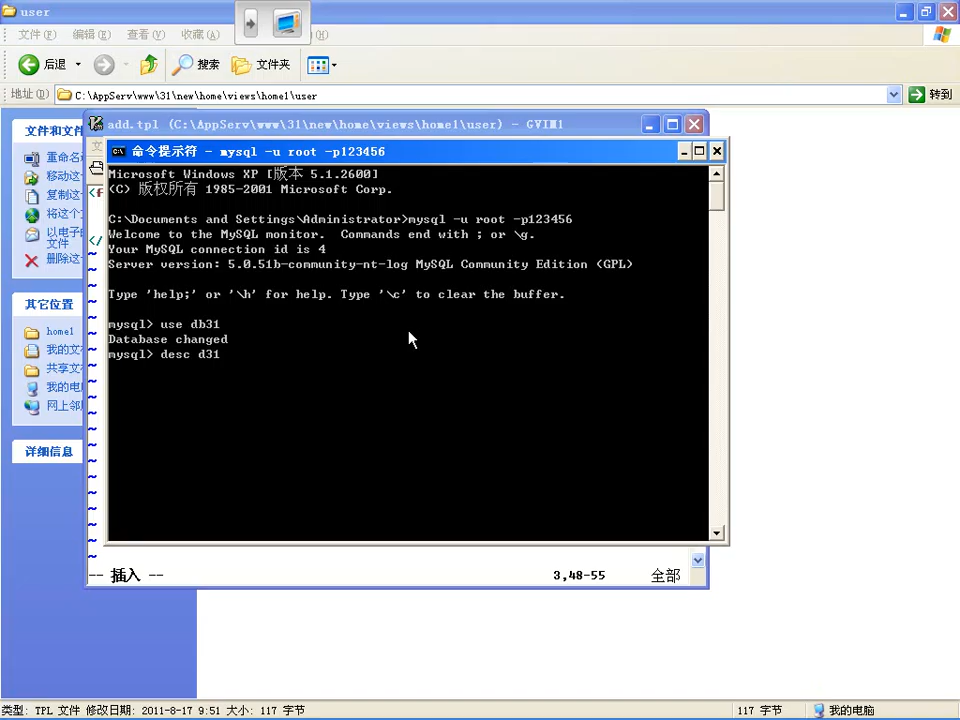 user
文件(F) 编辑(E) 查看(V) 收藏(A) (H)
后退 搜索 文件夹
地址(D) C:\AppServ\www\31\new\home\views\home1\user 转到
文件和文件
重命名
移动这
复制这
将这个
以电子
文件
删除这
其它位置
home1
我的文
共享文
我的电
网上邻
详细信息
add.tpl (C:\AppServ\www\31\new\home\views\home1\user) - GVIM1
<f
</
命令提示符 - mysql -u root -p123456
Microsoft Windows XP [版本 5.1.2600]
(C) 版权所有 1985-2001 Microsoft Corp.
C:\Documents and Settings\Administrator>mysql -u root -p123456
Welcome to the MySQL monitor.  Commands end with ; or \g.
Your MySQL connection id is 4
Server version: 5.0.51b-community-nt-log MySQL Community Edition (GPL)
Type 'help;' or '\h' for help. Type '\c' to clear the buffer.
mysql> use db31
Database changed
mysql> desc d31
-- 插入 -- 3,48-55 全部
类型: TPL 文件 修改日期: 2011-8-17 9:51 大小: 117 字节 117 字节 我的电脑